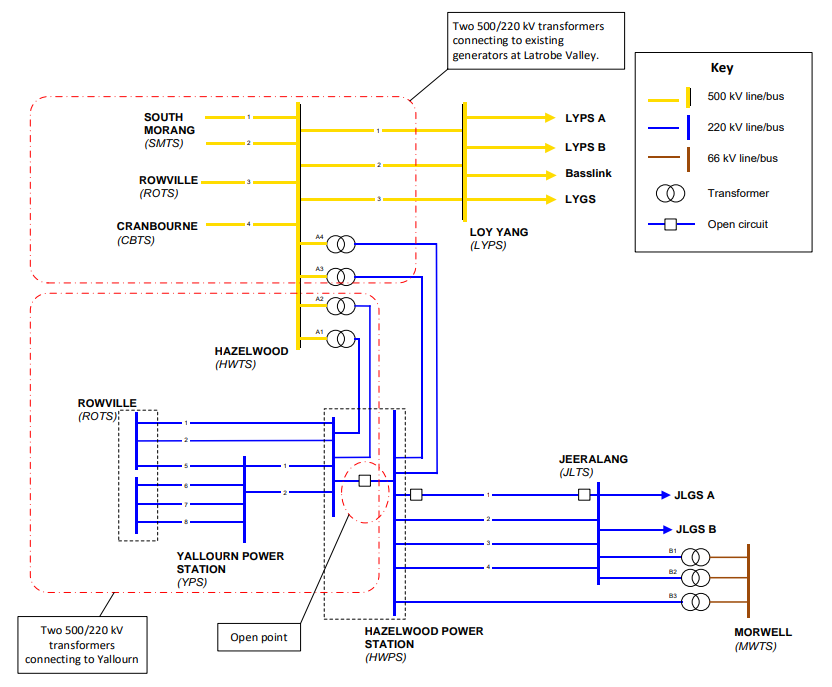 Two 500/220 kV transformers
connecting to existing
generators at Latrobe Valley.
Key
500 kV line/bus
220 kV line/bus
66 kV line/bus
Transformer
Open circuit
SOUTH
MORANG
(SMTS)
1
2
ROWVILLE
(ROTS)
3
CRANBOURNE
(CBTS)
4
1
2
3
LYPS A
LYPS B
Basslink
LYGS
LOY YANG
(LYPS)
A4
A3
A2
A1
HAZELWOOD
(HWTS)
ROWVILLE
(ROTS)
1
2
5
6
7
8
1
2
YALLOURN POWER
STATION
(YPS)
JEERALANG
(JLTS)
1
2
3
4
JLGS A
JLGS B
B1
B2
B3
MORWELL
(MWTS)
HAZELWOOD POWER
STATION
(HWPS)
Open point
Two 500/220 kV
transformers
connecting to Yallourn